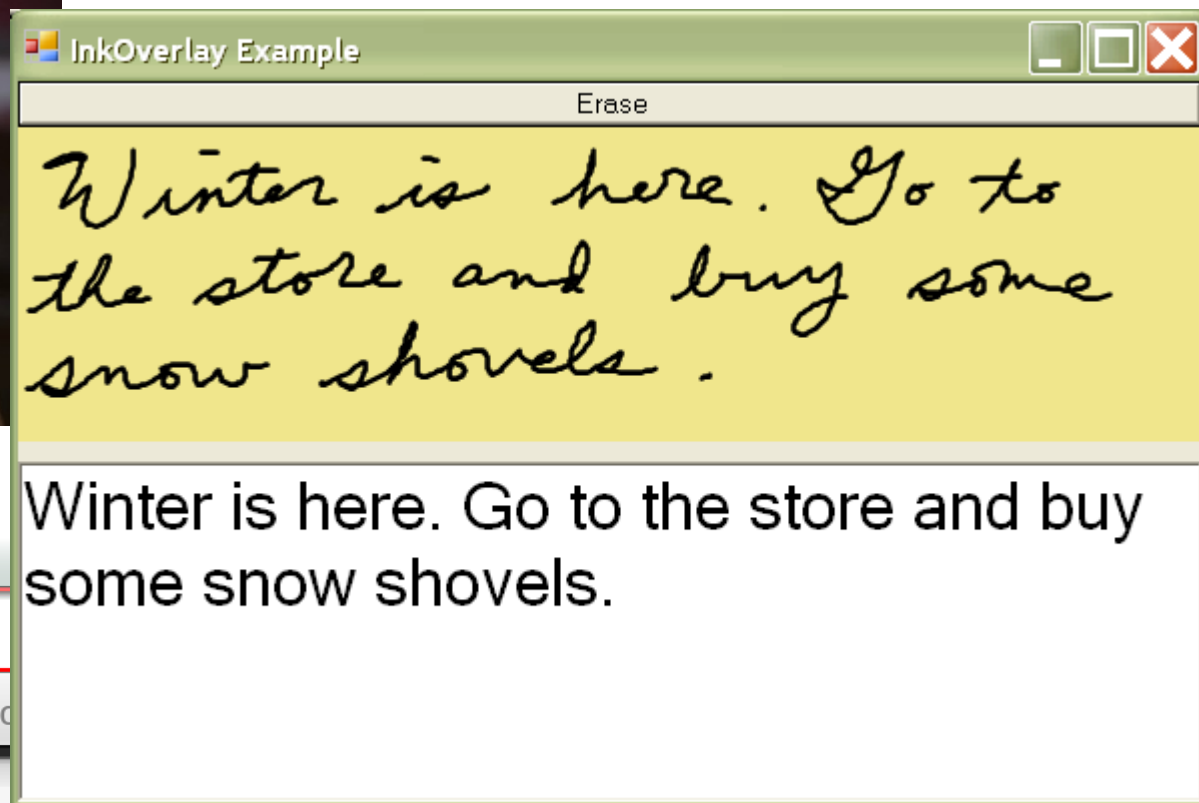 InkOverlay Example
Erase
Winter is here. Go to
the store and buy some
snow shovels.
Winter is here. Go to the store and buy
some snow shovels.